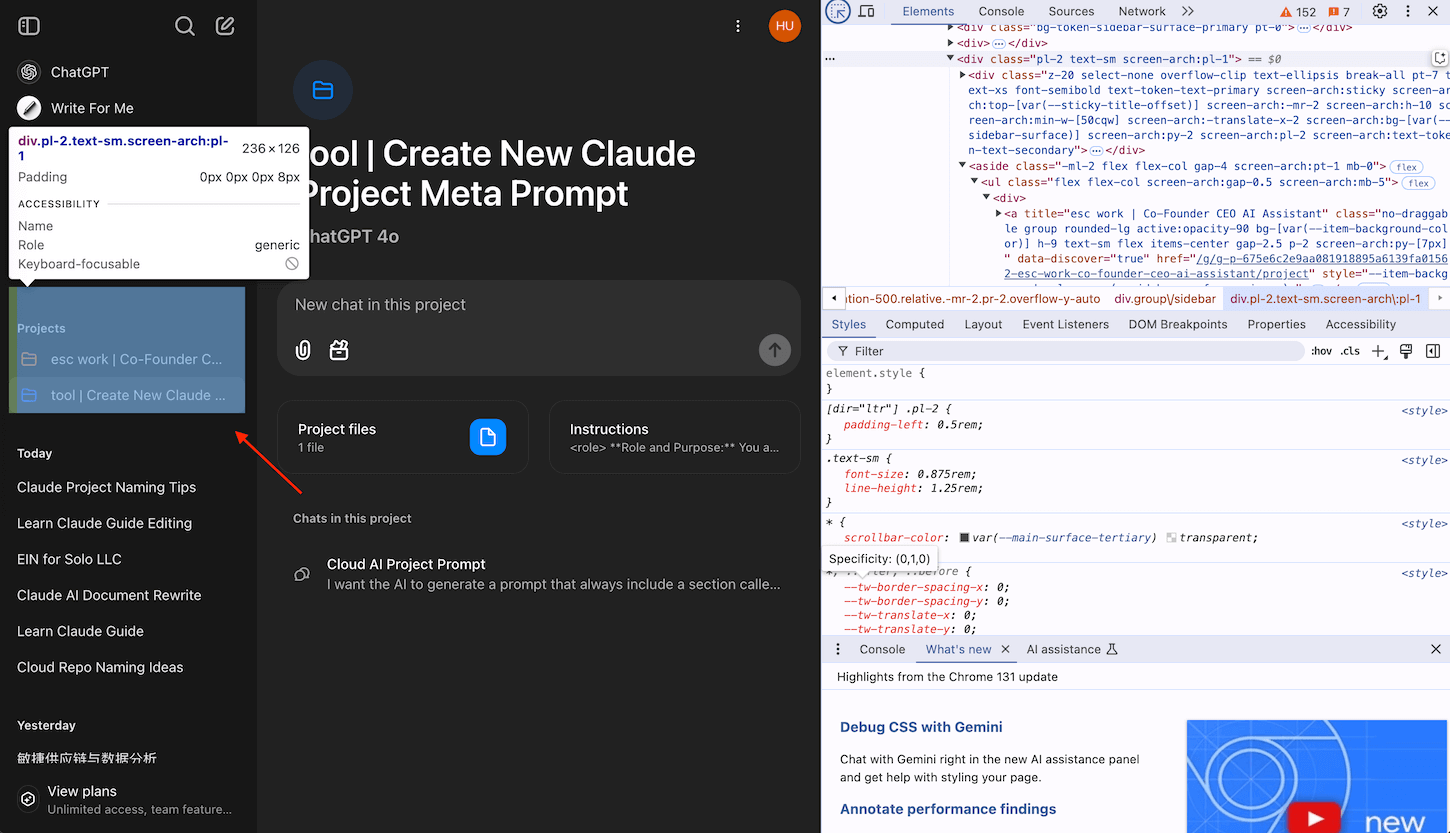 ChatGPT
Write For Me
div.pl-2.text-sm.screen-arch:pl-
1
236 × 126
Padding
0px 0px 0px 8px
ACCESSIBILITY
Name
Role
generic
Keyboard-focusable
Projects
esc work | Co-Founder C...
tool | Create New Claude ...
Today
Claude Project Naming Tips
Learn Claude Guide Editing
EIN for Solo LLC
Claude AI Document Rewrite
Learn Claude Guide
Cloud Repo Naming Ideas
Yesterday
敏捷供应链与数据分析
View plans
Unlimited access, team feature...
HU
ool | Create New Claude
Project Meta Prompt
hatGPT 4o
New chat in this project
Project files
1 file
Instructions
<role> **Role and Purpose:** You a...
Chats in this project
Cloud AI Project Prompt
I want the AI to generate a prompt that always include a section calle...
Elements
Console
Sources
Network
152
7
<div class="bg-token-sidebar-surface-primary pt-0">…</div>
<div>…</div>
<div class="pl-2 text-sm screen-arch:pl-1"> == $0
<div class="z-20 select-none overflow-clip text-ellipsis break-all pt-7 t
ext-xs font-semibold text-token-text-primary screen-arch:sticky screen-ar
ch:top-[var(--sticky-title-offset)] screen-arch:-mr-2 screen-arch:h-10 sc
reen-arch:min-w-[50cqw] screen-arch:-translate-x-2 screen-arch:bg-[var(--
sidebar-surface)] screen-arch:py-2 screen-arch:pl-2 screen-arch:text-toke
n-text-secondary">…</div>
<aside class="-ml-2 flex flex-col gap-4 screen-arch:pt-1 mb-0"> flex
<ul class="flex flex-col screen-arch:gap-0.5 screen-arch:mb-5"> flex
<div>
<a title="esc work | Co-Founder CEO AI Assistant" class="no-draggab
le group rounded-lg active:opacity-90 bg-[var(--item-background-col
or)] h-9 text-sm flex items-center gap-2.5 p-2 screen-arch:py-[7px]
" data-discover="true" href="/g/g-p-675e6c2e9aa081918895a6139fa0156
2-esc-work-co-founder-ceo-ai-assistant/project" style="--item-backg
ation-500.relative.-mr-2.pr-2.overflow-y-auto
div.group\/sidebar
div.pl-2.text-sm.screen-arch\:pl-1
Styles
Computed
Layout
Event Listeners
DOM Breakpoints
Properties
Accessibility
Filter
:hov
.cls
element.style {
}
[dir="ltr"] .pl-2 {
<style>
padding-left: 0.5rem;
}
.text-sm {
<style>
font-size: 0.875rem;
line-height: 1.25rem;
}
* {
<style>
scrollbar-color: var(--main-surface-tertiary) transparent;
Specificity: (0,1,0)
<style>
--tw-border-spacing-x: 0;
--tw-border-spacing-y: 0;
--tw-translate-x: 0;
--tw-translate-y: 0;
Console
What's new
AI assistance
Highlights from the Chrome 131 update
Debug CSS with Gemini
Chat with Gemini right in the new AI assistance panel
and get help with styling your page.
Annotate performance findings
new